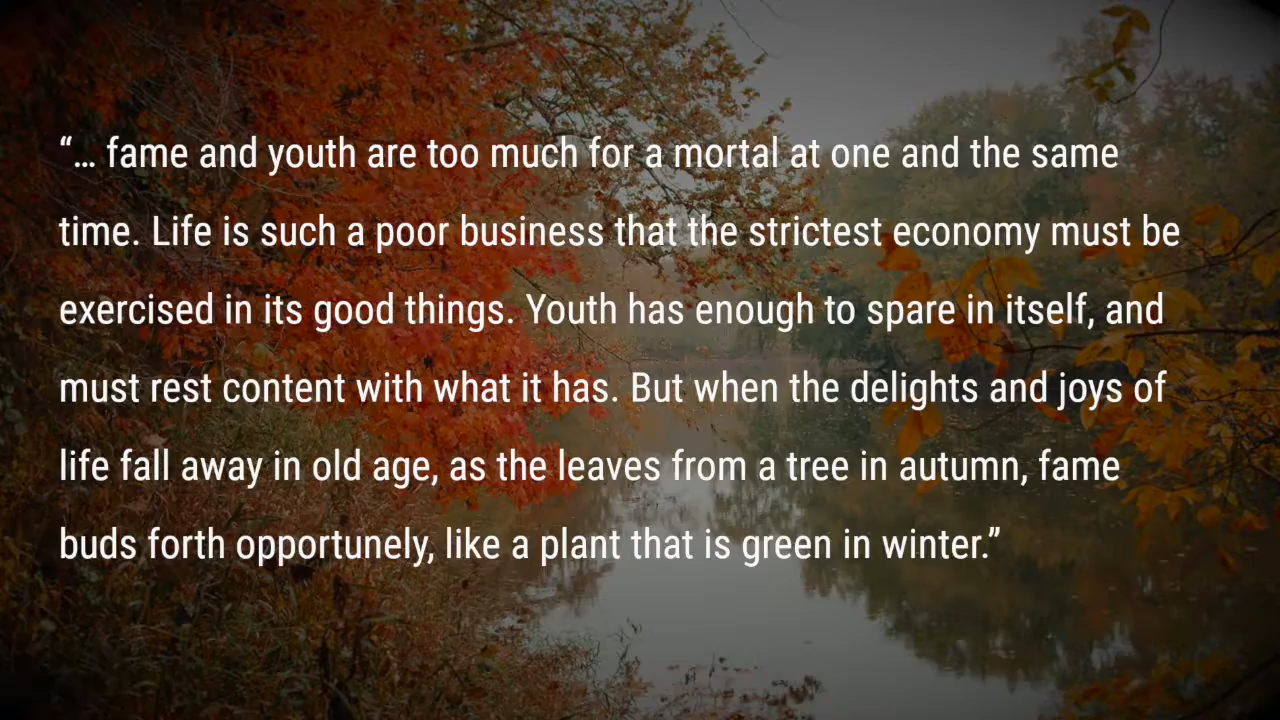 “… fame and youth are too much for a mortal at one and the same
time. Life is such a poor business that the strictest economy must be
exercised in its good things. Youth has enough to spare in itself, and
must rest content with what it has. But when the delights and joys of
life fall away in old age, as the leaves from a tree in autumn, fame
buds forth opportunely, like a plant that is green in winter.”